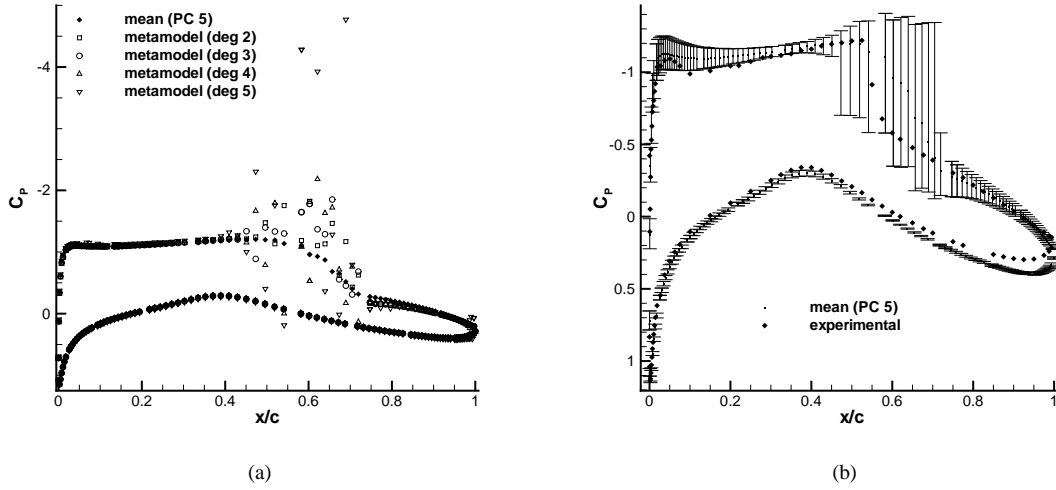 mean (PC 5)
metamodel (deg 2)
metamodel (deg 3)
metamodel (deg 4)
metamodel (deg 5)
-4
-2
0
C_P
0
0.2
0.4
0.6
0.8
1
x/c
(a)
-1
-0.5
0
0.5
1
C_P
mean (PC 5)
experimental
0
0.2
0.4
0.6
0.8
1
x/c
(b)